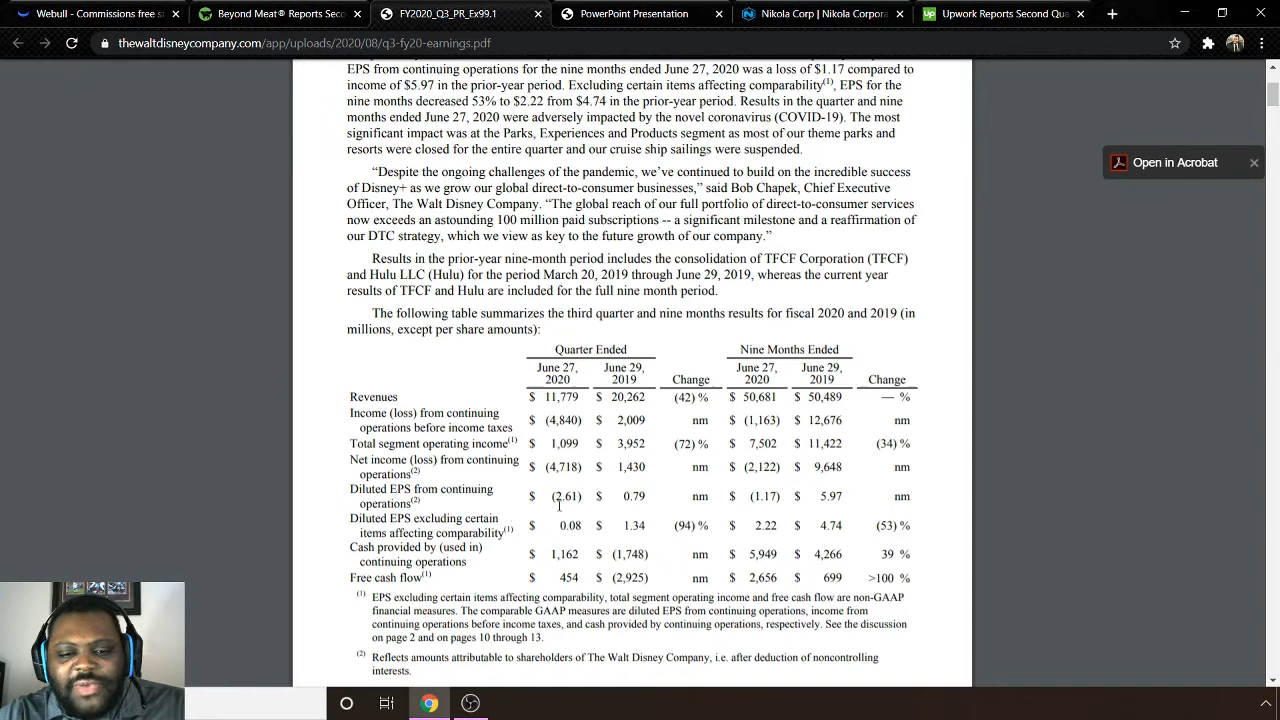 Webull - Commissions free s
Beyond Meat® Reports Second
FY2020_Q3_PR_Ex99.1
PowerPoint Presentation
Nikola Corp | Nikola Corpora
Upwork Reports Second Qua
thewaltdisneycompany.com/app/uploads/2020/08/q3-fy20-earnings.pdf
Open in Acrobat
EPS from continuing operations for the nine months ended June 27, 2020 was a loss of $1.17 compared to
income of $5.97 in the prior-year period. Excluding certain items affecting comparability(1), EPS for the
nine months decreased 53% to $2.22 from $4.74 in the prior-year period. Results in the quarter and nine
months ended June 27, 2020 were adversely impacted by the novel coronavirus (COVID-19). The most
significant impact was at the Parks, Experiences and Products segment as most of our theme parks and
resorts were closed for the entire quarter and our cruise ship sailings were suspended.
“Despite the ongoing challenges of the pandemic, we’ve continued to build on the incredible success
of Disney+ as we grow our global direct-to-consumer businesses,” said Bob Chapek, Chief Executive
Officer, The Walt Disney Company. “The global reach of our full portfolio of direct-to-consumer services
now exceeds an astounding 100 million paid subscriptions -- a significant milestone and a reaffirmation of
our DTC strategy, which we view as key to the future growth of our company.”
Results in the prior-year nine-month period includes the consolidation of TFCF Corporation (TFCF)
and Hulu LLC (Hulu) for the period March 20, 2019 through June 29, 2019, whereas the current year
results of TFCF and Hulu are included for the full nine month period.
The following table summarizes the third quarter and nine months results for fiscal 2020 and 2019 (in
millions, except per share amounts):
Quarter Ended Nine Months Ended
June 27, June 29, June 27, June 29,
2020 2019 Change 2020 2019 Change
Revenues $ 11,779 $ 20,262 (42) % $ 50,681 $ 50,489 — %
Income (loss) from continuing
operations before income taxes $ (4,840) $ 2,009 nm $ (1,163) $ 12,676 nm
Total segment operating income(1) $ 1,099 $ 3,952 (72) % $ 7,502 $ 11,422 (34) %
Net income (loss) from continuing
operations(2) $ (4,718) $ 1,430 nm $ (2,122) $ 9,648 nm
Diluted EPS from continuing
operations(2) $ (2.61) $ 0.79 nm $ (1.17) $ 5.97 nm
Diluted EPS excluding certain
items affecting comparability(1) $ 0.08 $ 1.34 (94) % $ 2.22 $ 4.74 (53) %
Cash provided by (used in)
continuing operations $ 1,162 $ (1,748) nm $ 5,949 $ 4,266 39 %
Free cash flow(1) $ 454 $ (2,925) nm $ 2,656 $ 699 >100 %
(1) EPS excluding certain items affecting comparability, total segment operating income and free cash flow are non-GAAP
financial measures. The comparable GAAP measures are diluted EPS from continuing operations, income from
continuing operations before income taxes, and cash provided by continuing operations, respectively. See the discussion
on page 2 and on pages 10 through 13.
(2) Reflects amounts attributable to shareholders of The Walt Disney Company, i.e. after deduction of noncontrolling
interests.